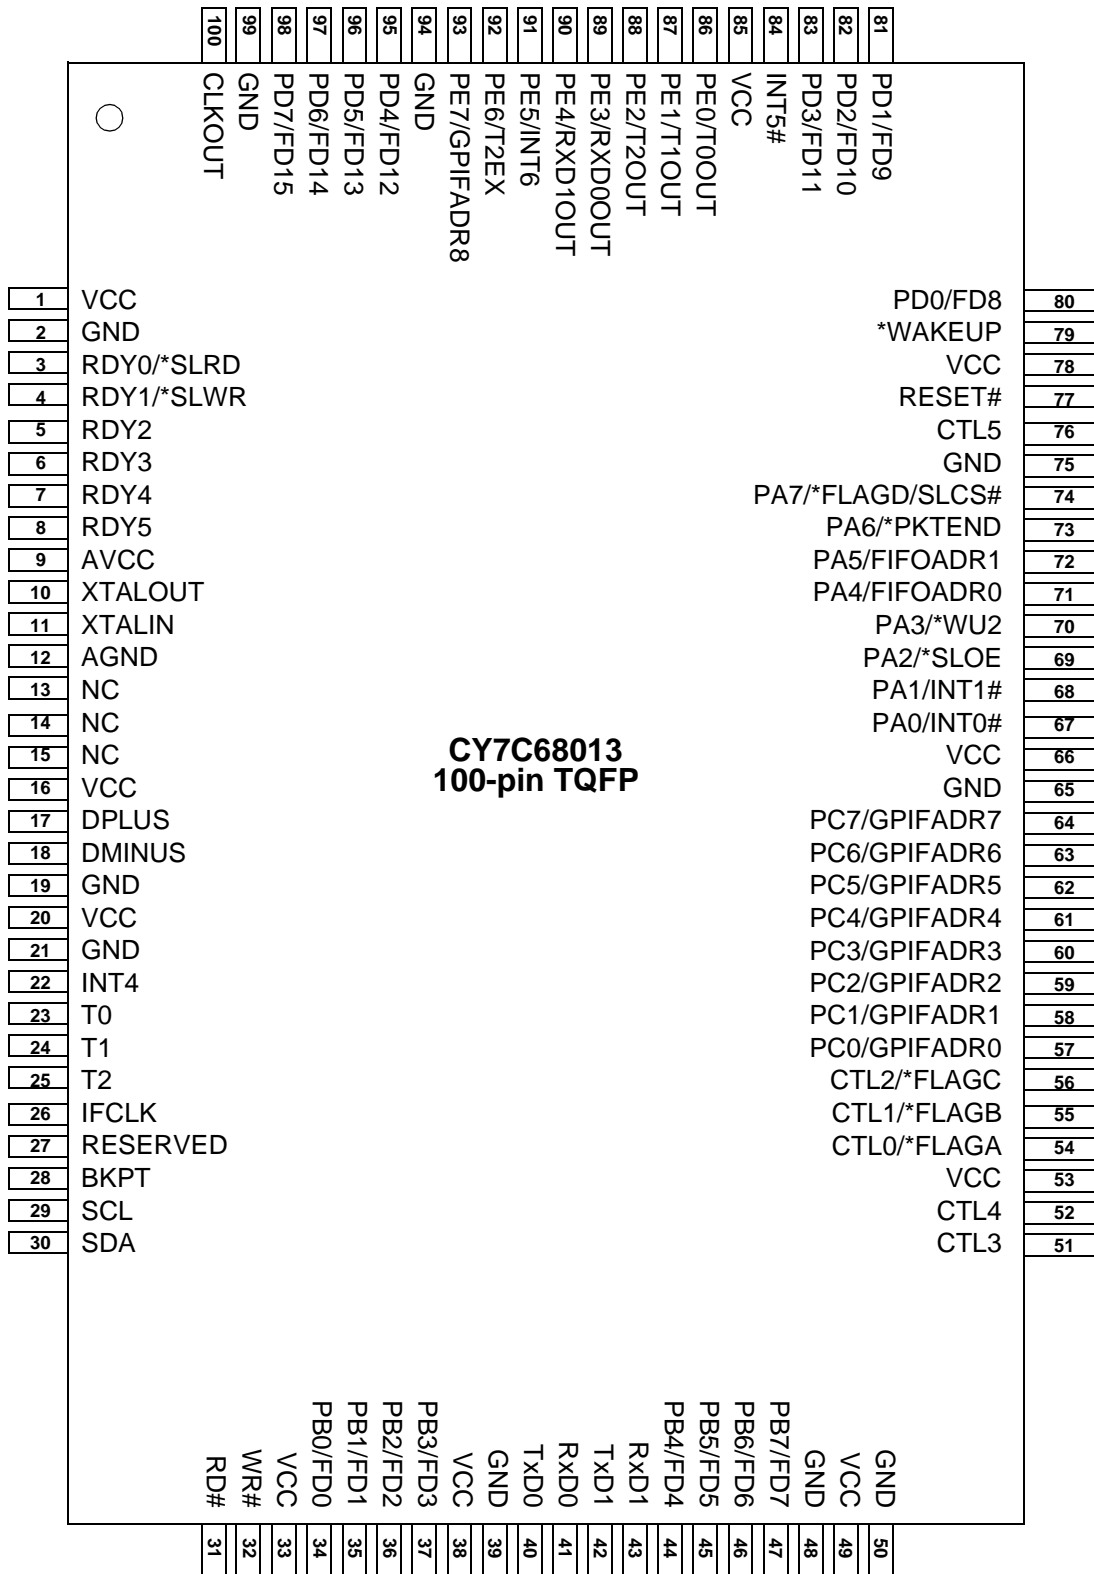 100 99 98 97 96 95 94 93 92 91 90 89 88 87 86 85 84 83 82 81
CLKOUT
GND
PD7/FD15
PD6/FD14
PD5/FD13
PD4/FD12
GND
PE7/GPIFADR8
PE6/T2EX
PE5/INT6
PE4/RXD1OUT
PE3/RXD0OUT
PE2/T2OUT
PE1/T1OUT
PE0/T0OUT
VCC
INT5#
PD3/FD11
PD2/FD10
PD1/FD9
1 VCC PD0/FD8 80
2 GND *WAKEUP 79
3 RDY0/*SLRD VCC 78
4 RDY1/*SLWR RESET# 77
5 RDY2 CTL5 76
6 RDY3 GND 75
7 RDY4 PA7/*FLAGD/SLCS# 74
8 RDY5 PA6/*PKTEND 73
9 AVCC PA5/FIFOADR1 72
10 XTALOUT PA4/FIFOADR0 71
11 XTALIN PA3/*WU2 70
12 AGND PA2/*SLOE 69
13 NC PA1/INT1# 68
14 NC PA0/INT0# 67
15 NC VCC 66
CY7C68013
100-pin TQFP
16 VCC GND 65
17 DPLUS PC7/GPIFADR7 64
18 DMINUS PC6/GPIFADR6 63
19 GND PC5/GPIFADR5 62
20 VCC PC4/GPIFADR4 61
21 GND PC3/GPIFADR3 60
22 INT4 PC2/GPIFADR2 59
23 T0 PC1/GPIFADR1 58
24 T1 PC0/GPIFADR0 57
25 T2 CTL2/*FLAGC 56
26 IFCLK CTL1/*FLAGB 55
27 RESERVED CTL0/*FLAGA 54
28 BKPT VCC 53
29 SCL CTL4 52
30 SDA CTL3 51
RD#
WR#
VCC
PB0/FD0
PB1/FD1
PB2/FD2
PB3/FD3
VCC
GND
TxD0
RxD0
TxD1
RxD1
PB4/FD4
PB5/FD5
PB6/FD6
PB7/FD7
GND
VCC
GND
31 32 33 34 35 36 37 38 39 40 41 42 43 44 45 46 47 48 49 50